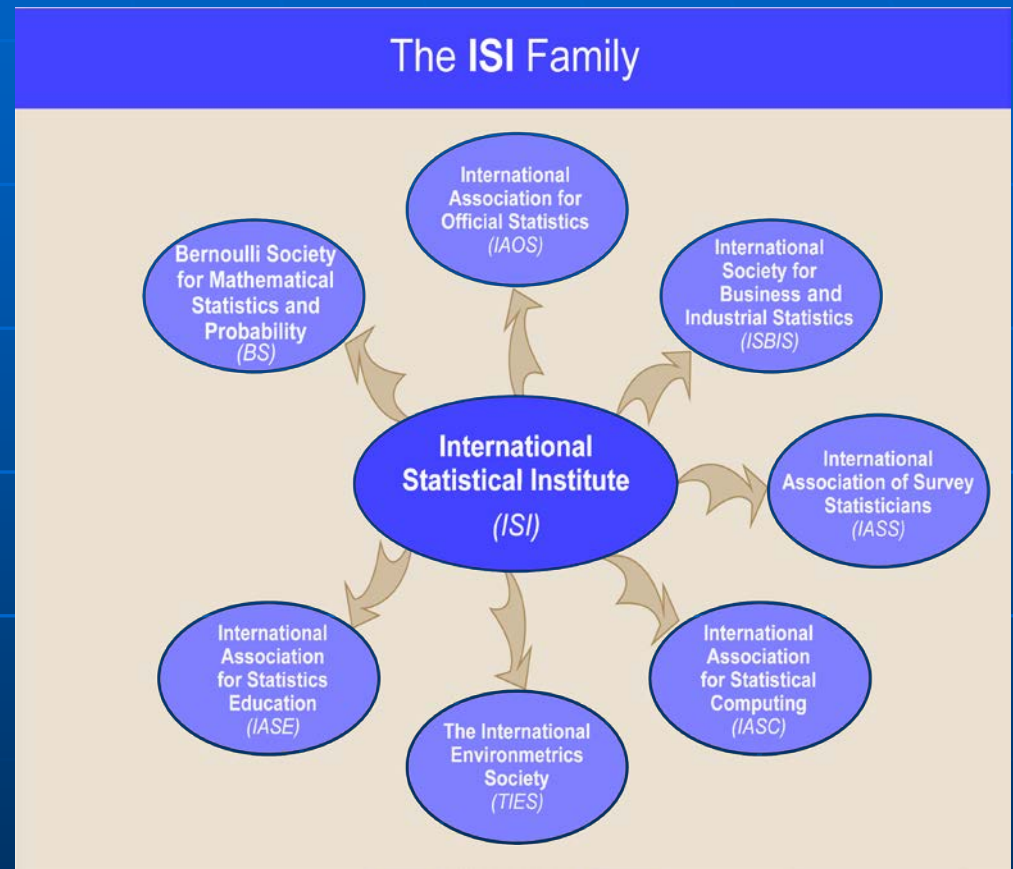 The ISI Family
International
Association for
Official Statistics
(IAOS)
Bernoulli Society
for Mathematical
Statistics and
Probability
(BS)
International
Society for
Business and
Industrial Statistics
(ISBIS)
International
Statistical Institute
(ISI)
International
Association of Survey
Statisticians
(IASS)
International
Association
for Statistics
Education
(IASE)
International
Association
for Statistical
Computing
(IASC)
The International
Environmetrics
Society
(TIES)